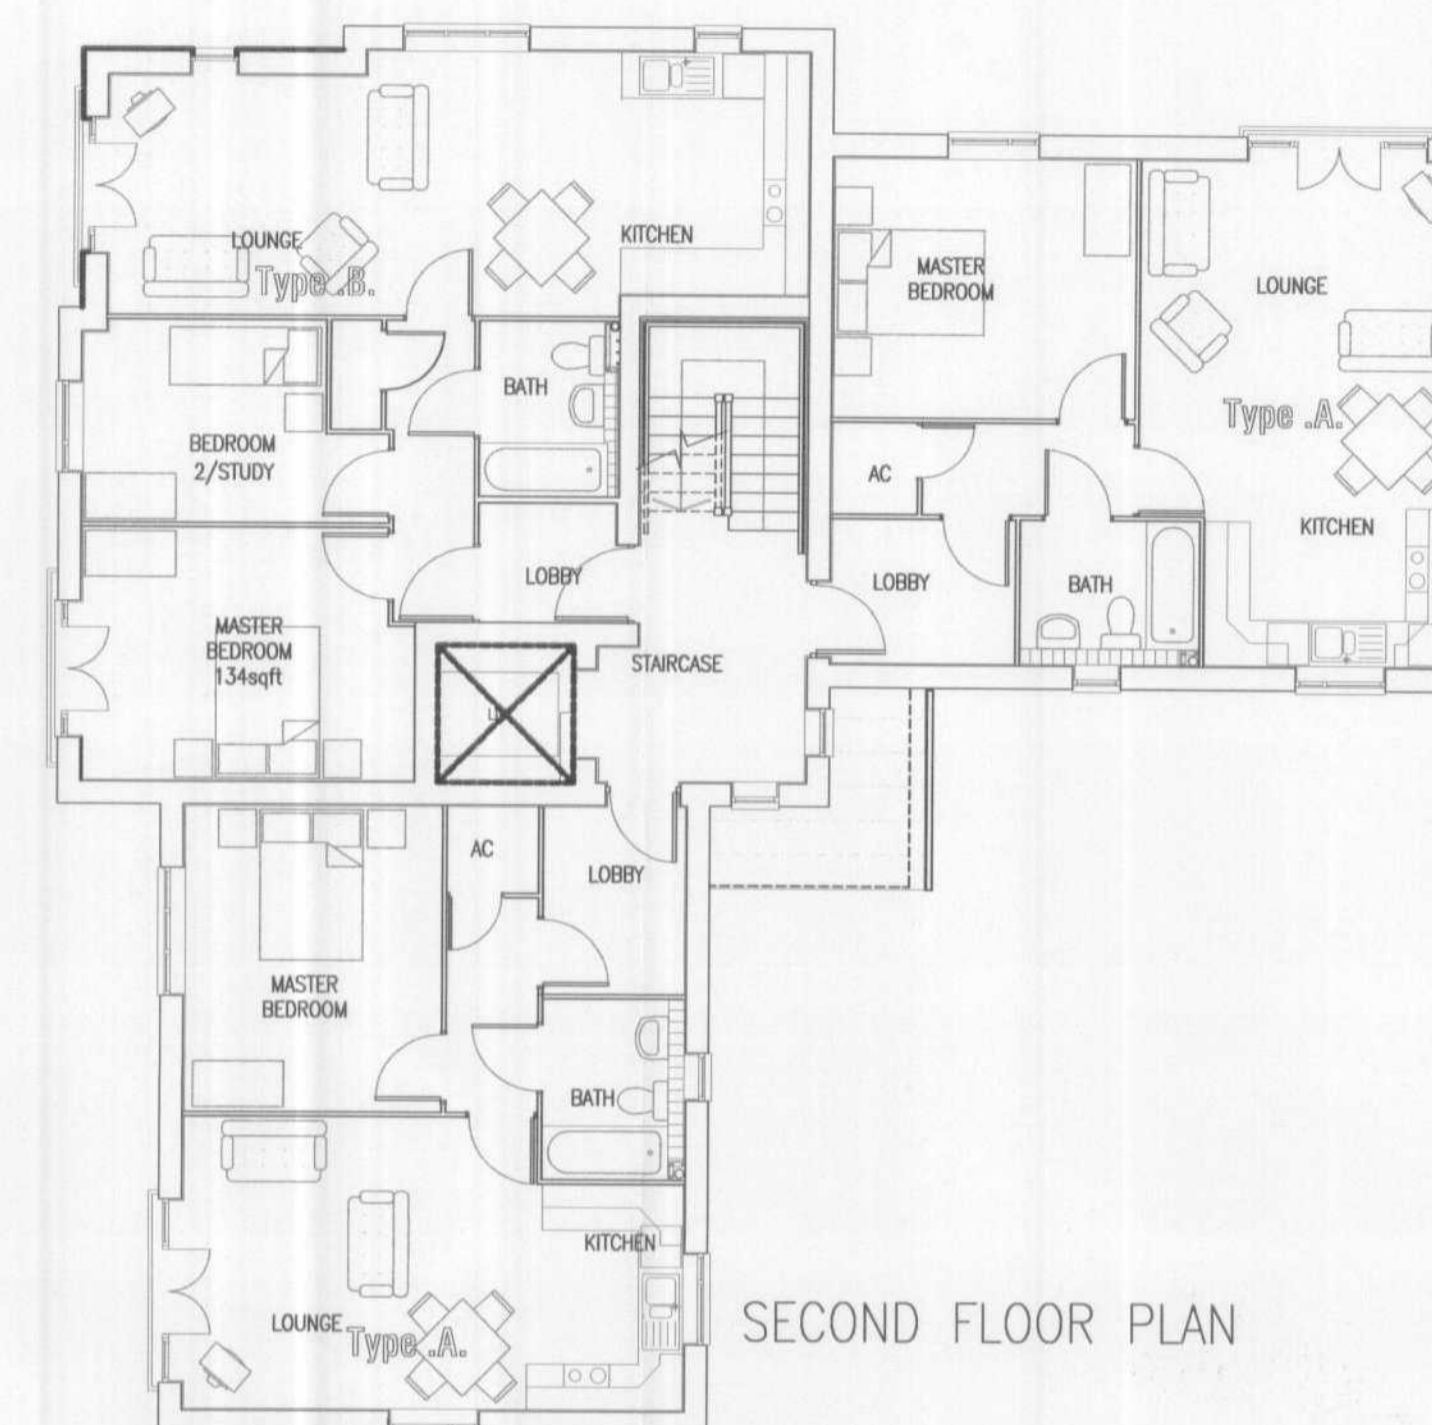 LOUNGE
Type .B.
KITCHEN
BEDROOM
2/STUDY
BATH
MASTER
BEDROOM
134sqft
LOBBY
STAIRCASE
MASTER
BEDROOM
LOUNGE
Type .A.
KITCHEN
AC
LOBBY
BATH
AC
LOBBY
MASTER
BEDROOM
BATH
KITCHEN
LOUNGE
Type .A.
SECOND FLOOR PLAN